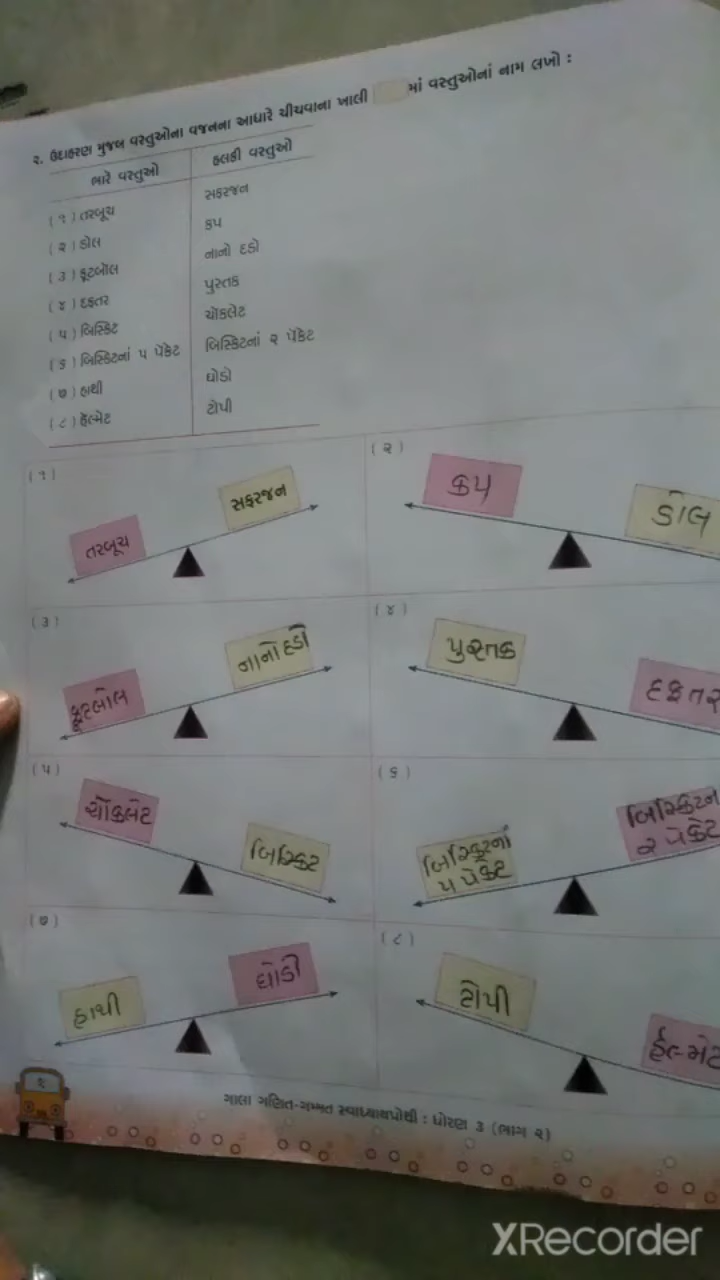 ૨. ઉદાહરણ મુજબ વસ્તુઓના વજનના આધારે ચીચવાના ખાલી માં વસ્તુઓનાં નામ લખો :
ભારે વસ્તુઓ હલકી વસ્તુઓ
(૧) તરબૂચ સફરજન
(૨) ડોલ કપ
(૩) ફૂટબૉલ નાનો દડો
(૪) દફતર પુસ્તક
(૫) બિસ્કિટ ચૉકલેટ
(૬) બિસ્કિટનાં ૫ પૅકેટ બિસ્કિટનાં ૨ પૅકેટ
(૭) હાથી ઘોડો
(૮) હેલ્મેટ ટોપી
(૧)
તરબૂચ
સફરજન
(૨)
કપ
ડોલ
(૩)
ફૂટબોલ
નાનો દડો
(૪)
પુસ્તક
દફતર
(૫)
ચોકલેટ
બિસ્કિટ
(૬)
બિસ્કિટનાં
૫ પેકેટ
બિસ્કિટન
૨ પેકેટ
(૭)
હાથી
ઘોડો
(૮)
ટોપી
હેલ્મેટ
૨
ગાલા ગણિત-ગમ્મત સ્વાધ્યાયપોથી : ધોરણ ૩ (ભાગ ૨)
XRecorder